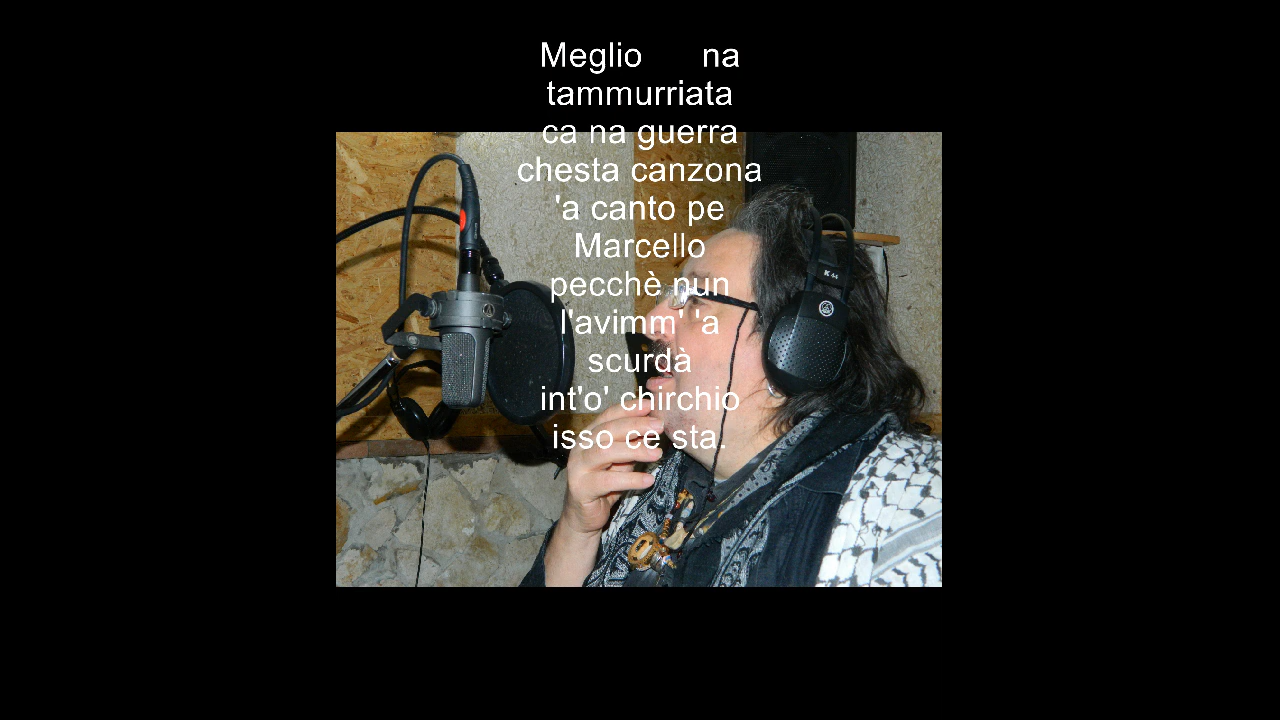 Meglio na
tammurriata
ca na guerra
chesta canzona
'a canto pe
Marcello
pecchè nun
l'avimm' 'a
scurdà
int'o' chirchio
isso ce sta.
K 44